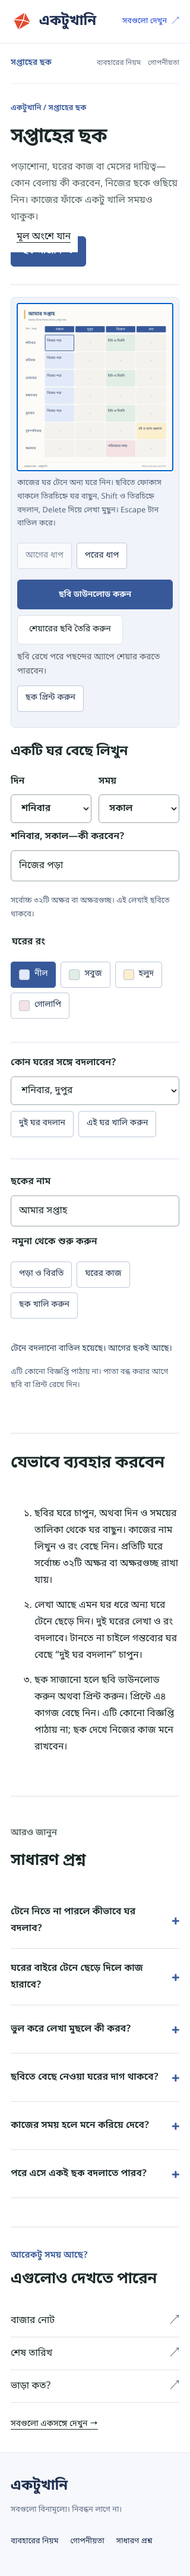 একটুখানি
সবগুলো দেখুন ↗
সপ্তাহের ছক
ব্যবহারের নিয়ম গোপনীয়তা
একটুখানি / সপ্তাহের ছক
সপ্তাহের ছক
পড়াশোনা, ঘরের কাজ বা মেসের দায়িত্ব—
কোন বেলায় কী করবেন, নিজের ছকে গুছিয়ে
নিন। কাজের ফাঁকে একটু খালি সময়ও
থাকুক।
মূল অংশে যান
আমার সপ্তাহ
কাজের ঘর টেনে অন্য ঘরে নিন। ছবিতে ফোকাস
থাকলে তিরচিহ্নে ঘর বাছুন, Shift ও তিরচিহ্নে
বদলান, Delete দিয়ে লেখা মুছুন। Escape টান
বাতিল করে।
আগের ধাপ পরের ধাপ
ছবি ডাউনলোড করুন
শেয়ারের ছবি তৈরি করুন
ছবি রেখে পরে পছন্দের অ্যাপে শেয়ার করতে
পারবেন।
ছক প্রিন্ট করুন
একটি ঘর বেছে লিখুন
দিন সময়
শনিবার সকাল
শনিবার, সকাল—কী করবেন?
নিজের পড়া
সর্বোচ্চ ৩২টি অক্ষর বা অক্ষরগুচ্ছ। এই লেখাই ছবিতে
থাকবে।
ঘরের রং
নীল সবুজ হলুদ
গোলাপি
কোন ঘরের সঙ্গে বদলাবেন?
শনিবার, দুপুর
দুই ঘর বদলান এই ঘর খালি করুন
ছকের নাম
আমার সপ্তাহ
নমুনা থেকে শুরু করুন
পড়া ও বিরতি ঘরের কাজ
ছক খালি করুন
টেনে বদলানো বাতিল হয়েছে। আগের ছকই আছে।
এটি কোনো বিজ্ঞপ্তি পাঠায় না। পাতা বন্ধ করার আগে
ছবি বা প্রিন্ট রেখে দিন।
যেভাবে ব্যবহার করবেন
১. ছবির ঘরে চাপুন, অথবা দিন ও সময়ের
তালিকা থেকে ঘর বাছুন। কাজের নাম
লিখুন ও রং বেছে নিন। প্রতিটি ঘরে
সর্বোচ্চ ৩২টি অক্ষর বা অক্ষরগুচ্ছ রাখা
যায়।
২. লেখা আছে এমন ঘর ধরে অন্য ঘরে
টেনে ছেড়ে দিন। দুই ঘরের লেখা ও রং
বদলাবে। টানতে না চাইলে গন্তব্যের ঘর
বেছে “দুই ঘর বদলান” চাপুন।
৩. ছক সাজানো হলে ছবি ডাউনলোড
করুন অথবা প্রিন্ট করুন। প্রিন্টে এ৪
কাগজ বেছে নিন। এটি কোনো বিজ্ঞপ্তি
পাঠায় না; ছক দেখে নিজের কাজ মনে
রাখবেন।
আরও জানুন
সাধারণ প্রশ্ন
টেনে নিতে না পারলে কীভাবে ঘর
বদলাব? +
ঘরের বাইরে টেনে ছেড়ে দিলে কাজ
হারাবে? +
ভুল করে লেখা মুছলে কী করব? +
ছবিতে বেছে নেওয়া ঘরের দাগ থাকবে? +
কাজের সময় হলে মনে করিয়ে দেবে? +
পরে এসে একই ছক বদলাতে পারব? +
আরেকটু সময় আছে?
এগুলোও দেখতে পারেন
বাজার নোট ↗
শেষ তারিখ ↗
ভাড়া কত? ↗
সবগুলো একসঙ্গে দেখুন →
একটুখানি
সবগুলো বিনামূল্যে। নিবন্ধন লাগে না।
ব্যবহারের নিয়ম গোপনীয়তা সাধারণ প্রশ্ন